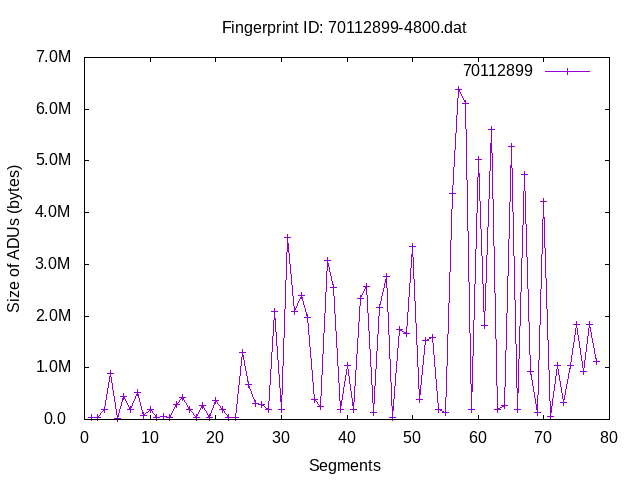 Fingerprint ID: 70112899-4800.dat
7.0M
70112899
6.0M
5.0M
4.0M
3.0M
2.0M
1.0M
0.0
Size of ADUs (bytes)
0 10 20 30 40 50 60 70 80
Segments